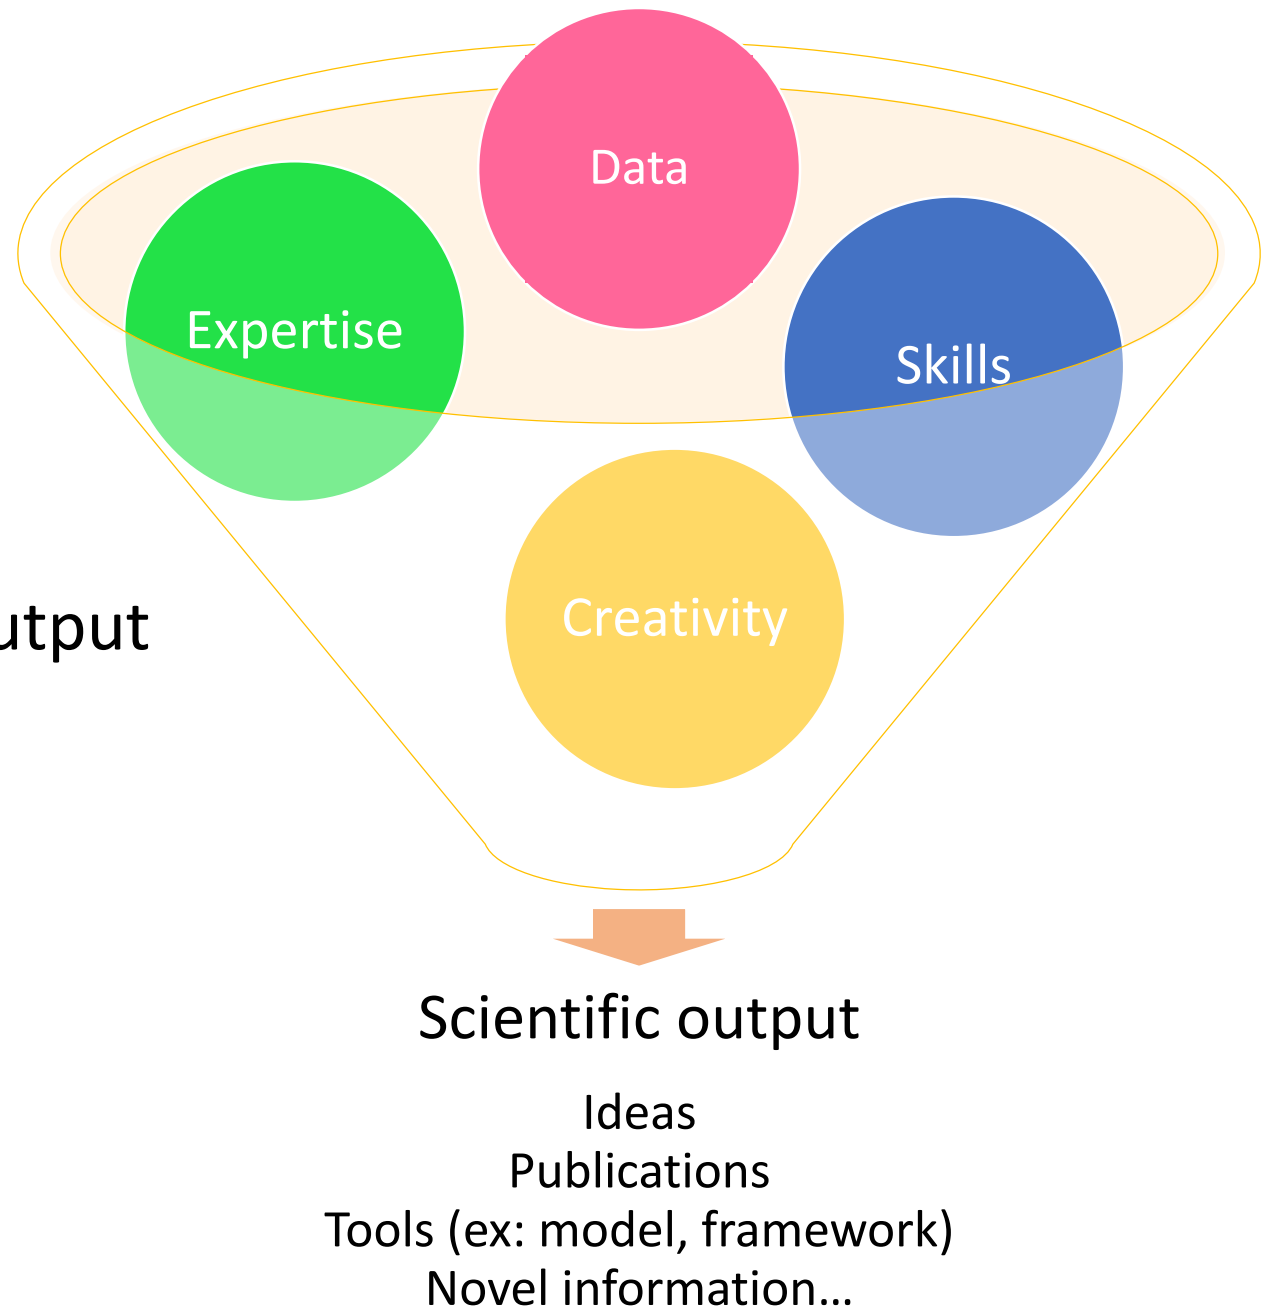 Data
Expertise
Skills
Creativity
utput
Scientific output
Ideas
Publications
Tools (ex: model, framework)
Novel information...